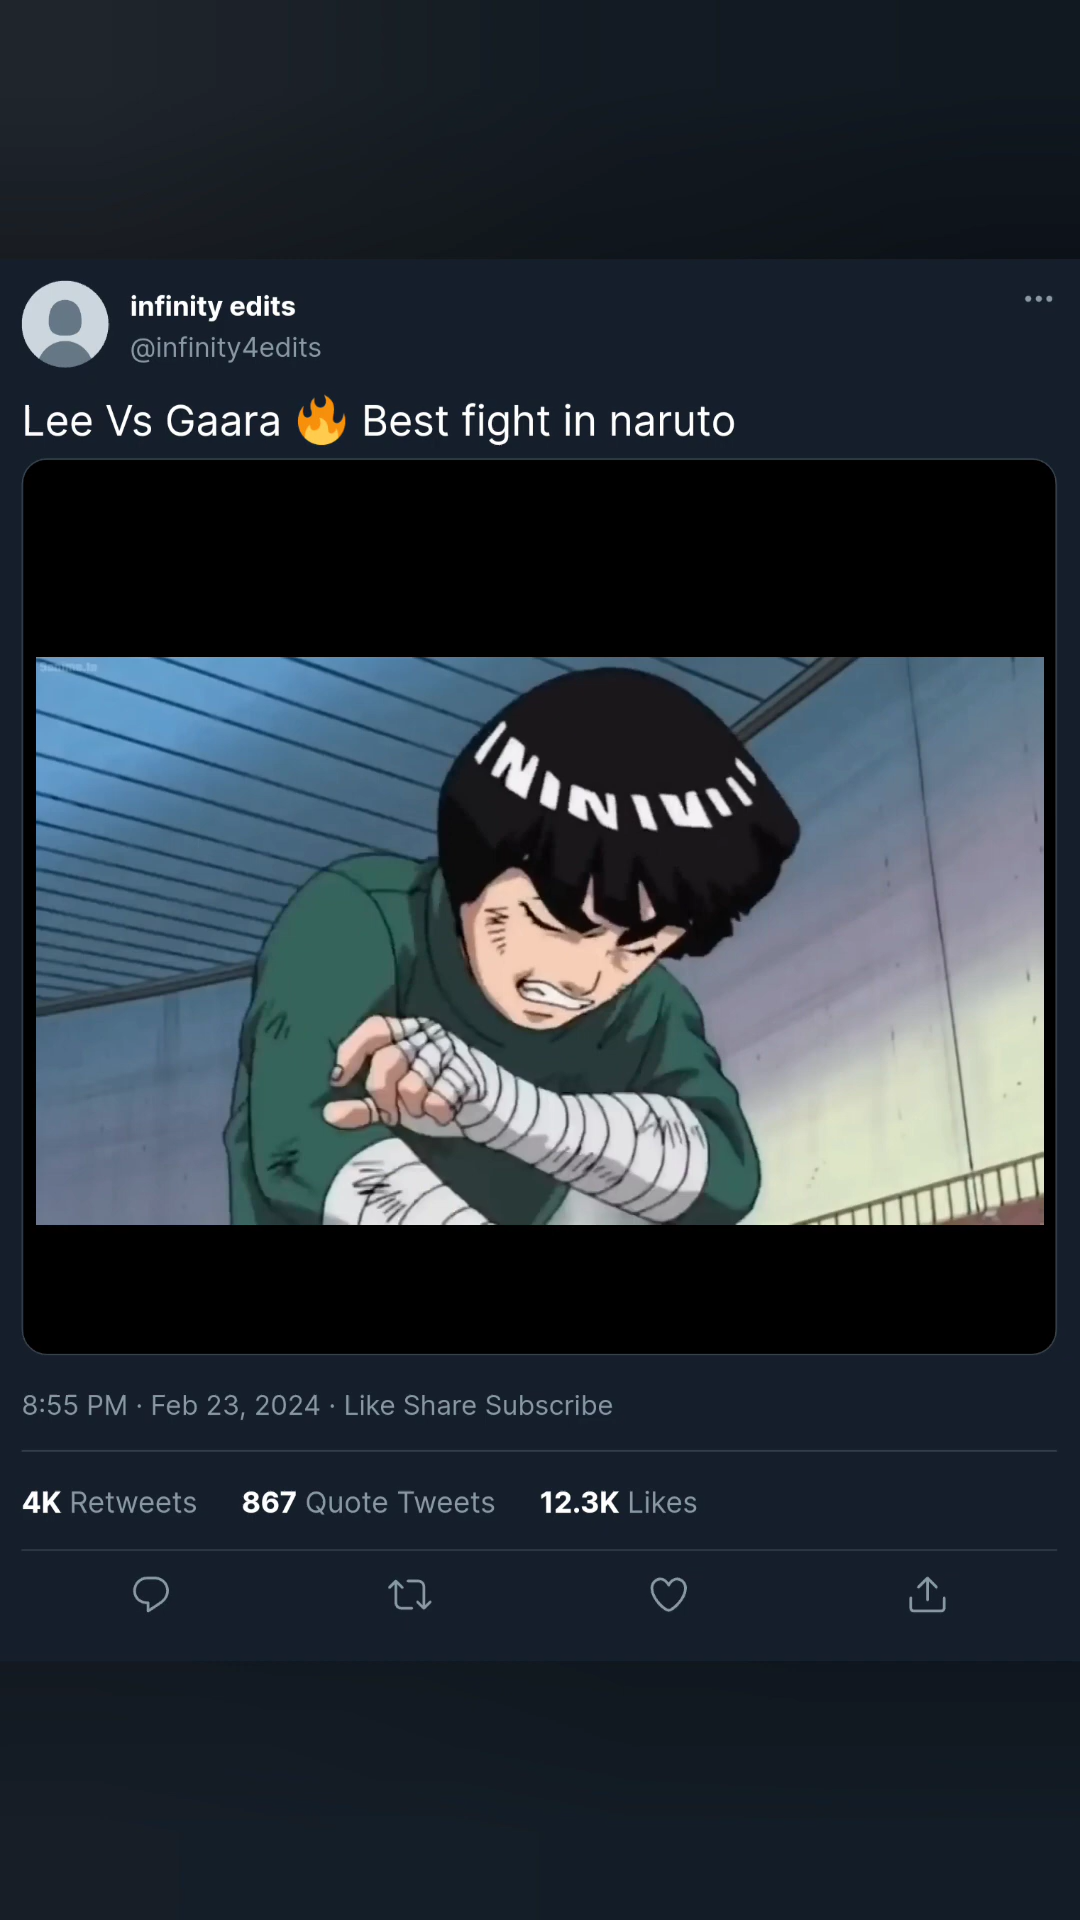 infinity edits
@infinity4edits
Lee Vs Gaara 🔥 Best fight in naruto
8:55 PM · Feb 23, 2024 · Like Share Subscribe
4K Retweets 867 Quote Tweets 12.3K Likes